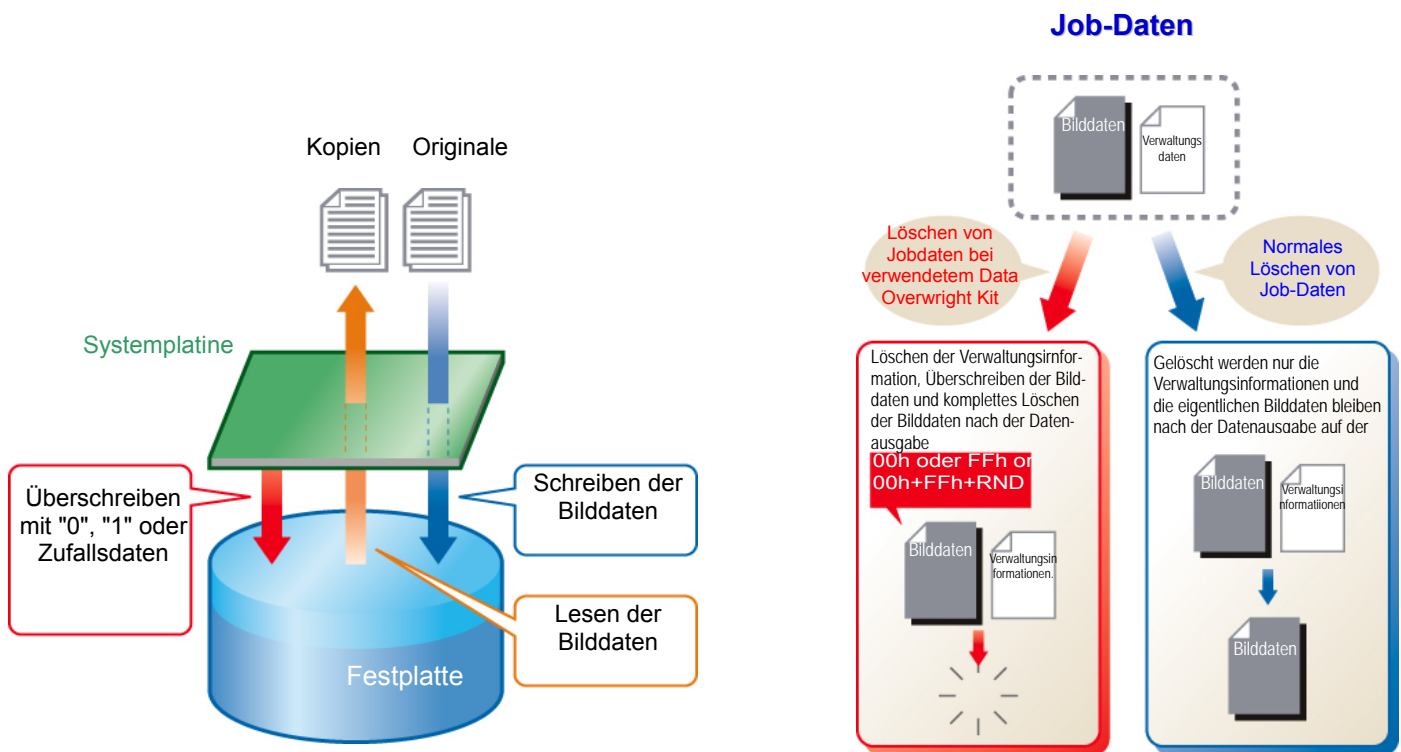 Job-Daten
Kopien Originale
Systemplatine
Überschreiben
mit "0", "1" oder
Zufallsdaten
Schreiben der
Bilddaten
Lesen der
Bilddaten
Festplatte
Bilddaten
Verwaltungs
daten
Löschen von
Jobdaten bei
verwendetem Data
Overwright Kit
Normales
Löschen von
Job-Daten
Löschen der Verwaltungsirnfor-
mation, Überschreiben der Bild-
daten und komplettes Löschen
der Bilddaten nach der Daten-
ausgabe
00h oder FFh or
00h+FFh+RND
Bilddaten
Verwaltungsin
formationen.
Gelöscht werden nur die
Verwaltungsinformationen und
die eigentlichen Bilddaten bleiben
nach der Datenausgabe auf der
Bilddaten
Verwaltungsi
nformatiionen
Bilddaten